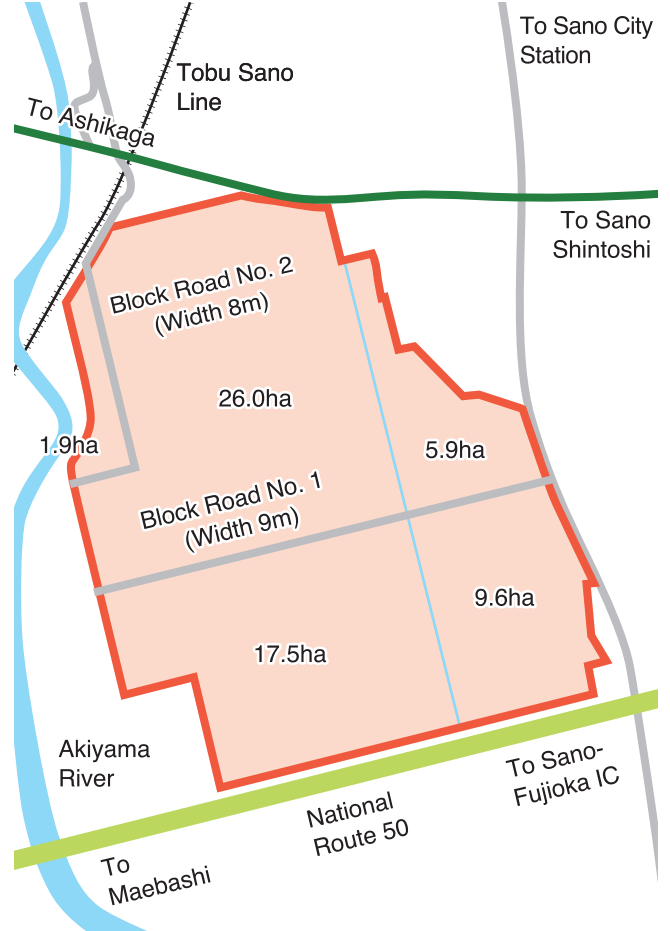 To Sano City
Station
Tobu Sano
Line
To Ashikaga
To Sano
Shintoshi
Block Road No. 2
(Width 8m)
26.0ha
1.9ha
5.9ha
Block Road No. 1
(Width 9m)
9.6ha
17.5ha
Akiyama
River
To Sano-
Fujioka IC
National
Route 50
To
Maebashi